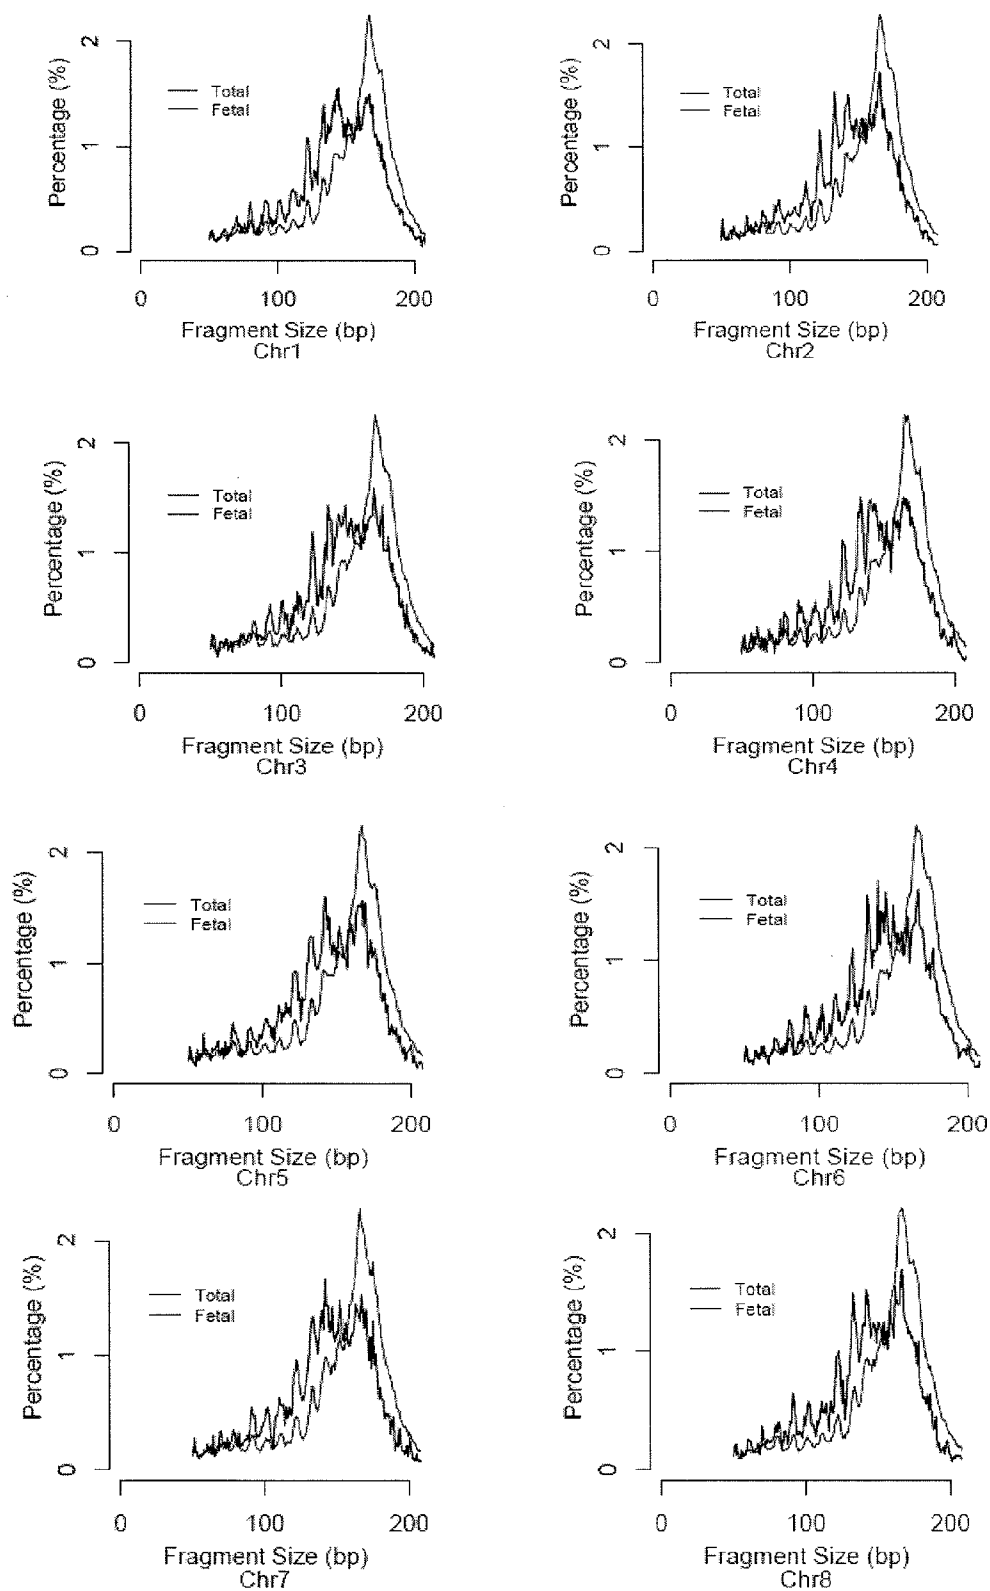 Percentage (%)
2
1
0
Total
Fetal
0 100 200
Fragment Size (bp)
Chr1
Percentage (%)
2
1
0
Total
Fetal
0 100 200
Fragment Size (bp)
Chr2
Percentage (%)
2
1
0
Total
Fetal
0 100 200
Fragment Size (bp)
Chr3
Percentage (%)
2
1
0
Total
Fetal
0 100 200
Fragment Size (bp)
Chr4
Percentage (%)
2
1
0
Total
Fetal
0 100 200
Fragment Size (bp)
Chr5
Percentage (%)
2
1
0
Total
Fetal
0 100 200
Fragment Size (bp)
Chr6
Percentage (%)
2
1
0
Total
Fetal
0 100 200
Fragment Size (bp)
Chr7
Percentage (%)
2
1
0
Total
Fetal
0 100 200
Fragment Size (bp)
Chr8